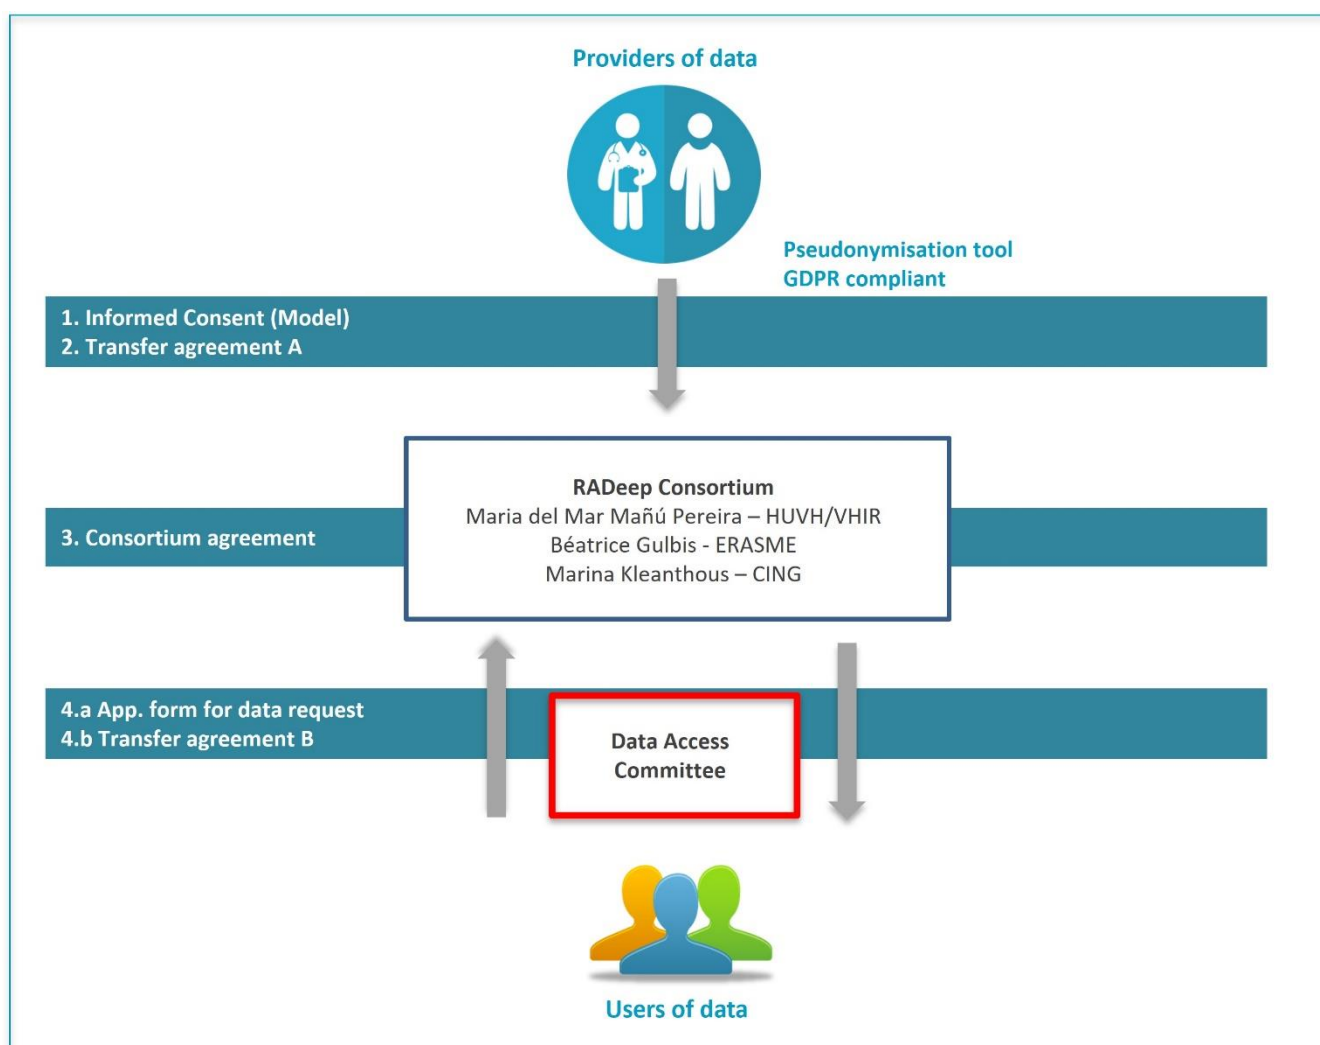 Providers of data
Pseudonymisation tool
GDPR compliant
1. Informed Consent (Model)
2. Transfer agreement A
RADeep Consortium
Maria del Mar Mañú Pereira – HUVH/VHIR
Béatrice Gulbis - ERASME
Marina Kleanthous – CING
3. Consortium agreement
4.a App. form for data request
4.b Transfer agreement B
Data Access
Committee
Users of data